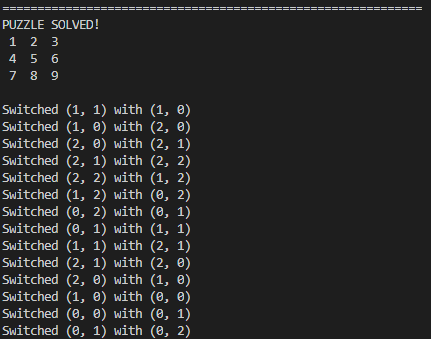 ============================================================
PUZZLE SOLVED!
1 2 3
4 5 6
7 8 9
Switched (1, 1) with (1, 0)
Switched (1, 0) with (2, 0)
Switched (2, 0) with (2, 1)
Switched (2, 1) with (2, 2)
Switched (2, 2) with (1, 2)
Switched (1, 2) with (0, 2)
Switched (0, 2) with (0, 1)
Switched (0, 1) with (1, 1)
Switched (1, 1) with (2, 1)
Switched (2, 1) with (2, 0)
Switched (2, 0) with (1, 0)
Switched (1, 0) with (0, 0)
Switched (0, 0) with (0, 1)
Switched (0, 1) with (0, 2)